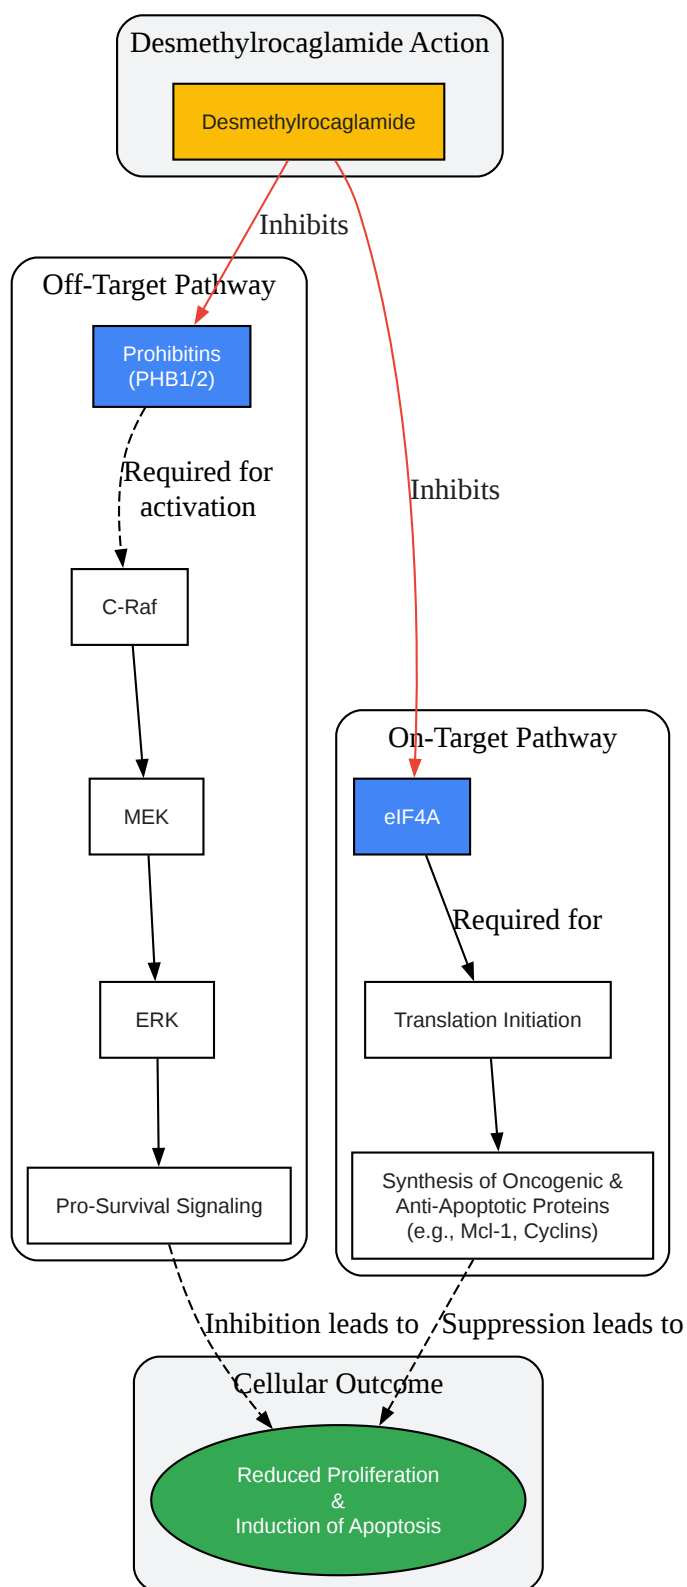 Desmethylrocaglamide Action
Desmethylrocaglamide
Inhibits
Off-Target Pathway
Prohibitins
(PHB1/2)
Required for
activation
C-Raf
MEK
ERK
Pro-Survival Signaling
Inhibits
On-Target Pathway
eIF4A
Required for
Translation Initiation
Synthesis of Oncogenic &
Anti-Apoptotic Proteins
(e.g., Mcl-1, Cyclins)
Inhibition leads to
Suppression leads to
Cellular Outcome
Reduced Proliferation
&
Induction of Apoptosis